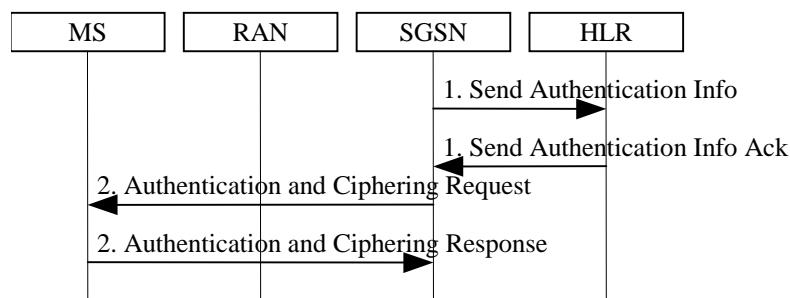 MS RAN SGSN HLR
1. Send Authentication Info
1. Send Authentication Info Ack
2. Authentication and Ciphering Request
2. Authentication and Ciphering Response